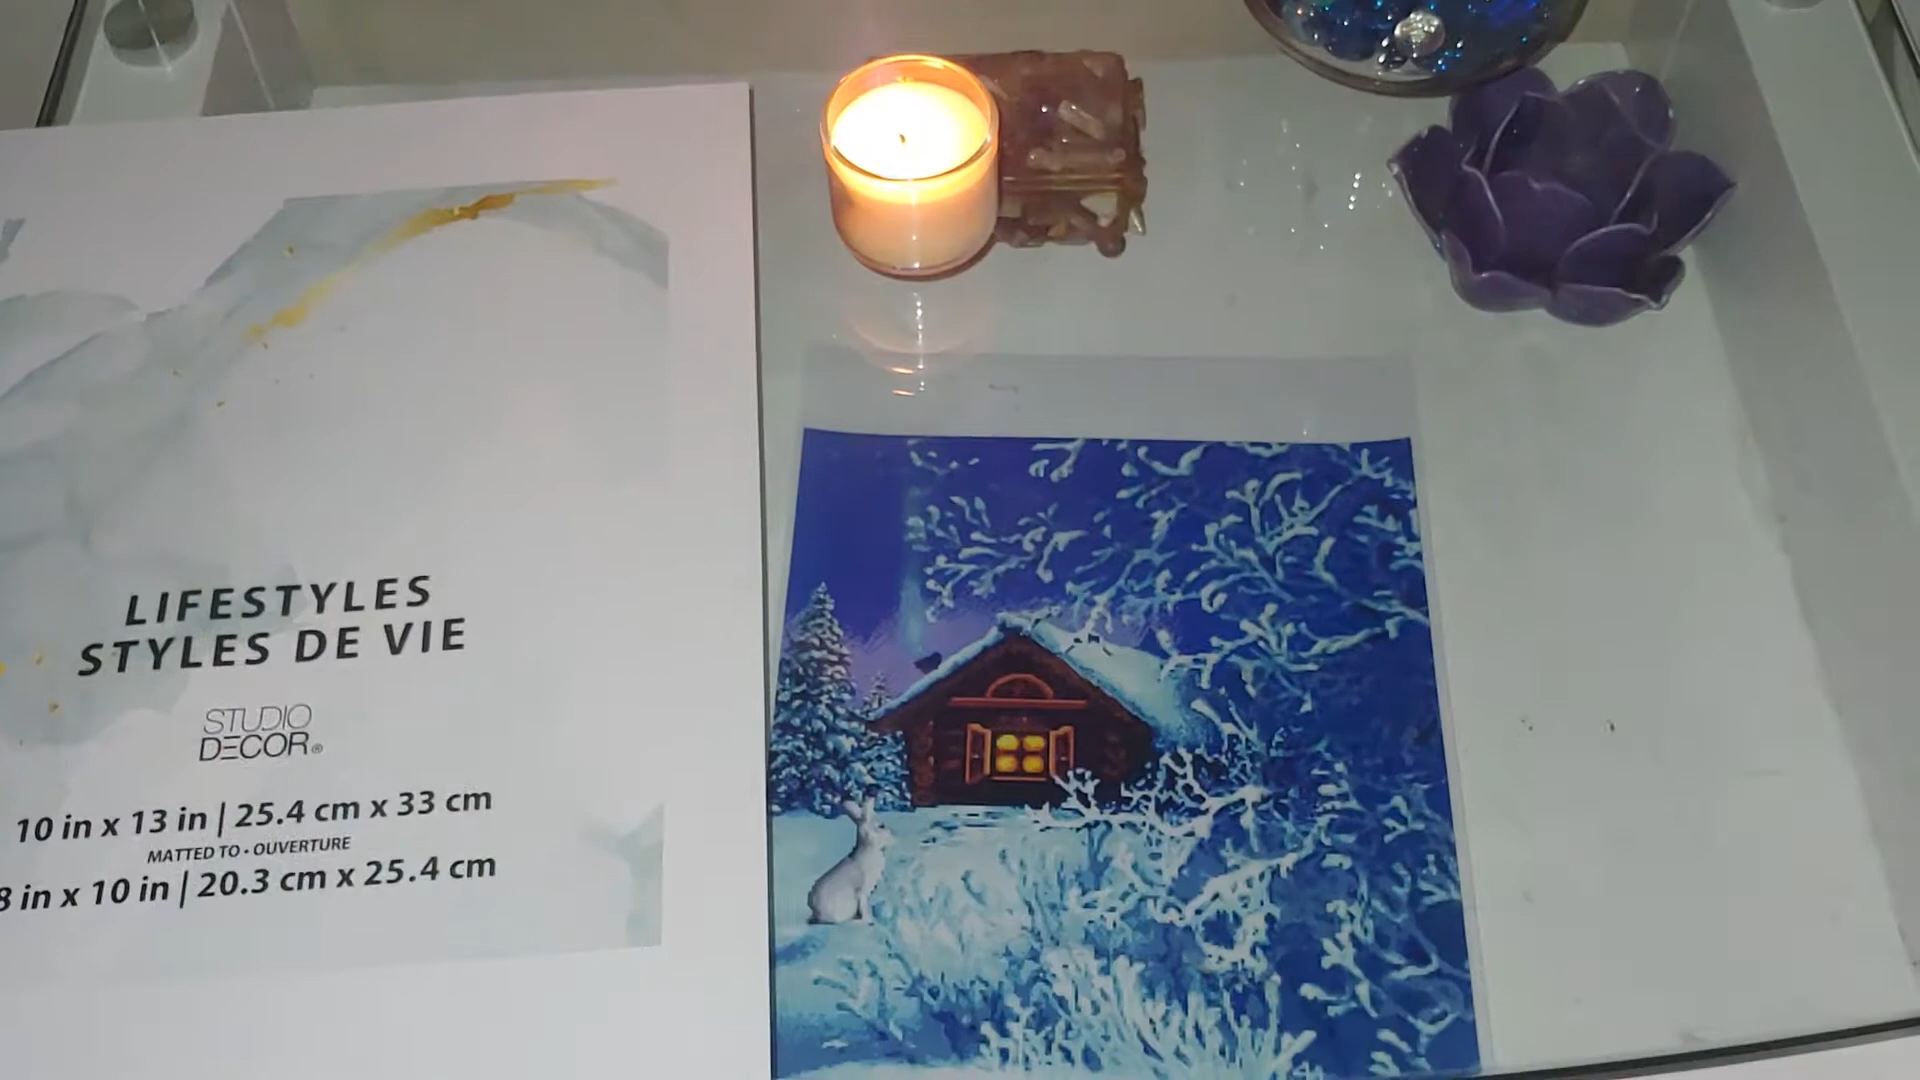 LIFESTYLES
STYLES DE VIE
STUDIO
DECOR®
10 in x 13 in | 25.4 cm x 33 cm
MATTED TO • OUVERTURE
8 in x 10 in | 20.3 cm x 25.4 cm